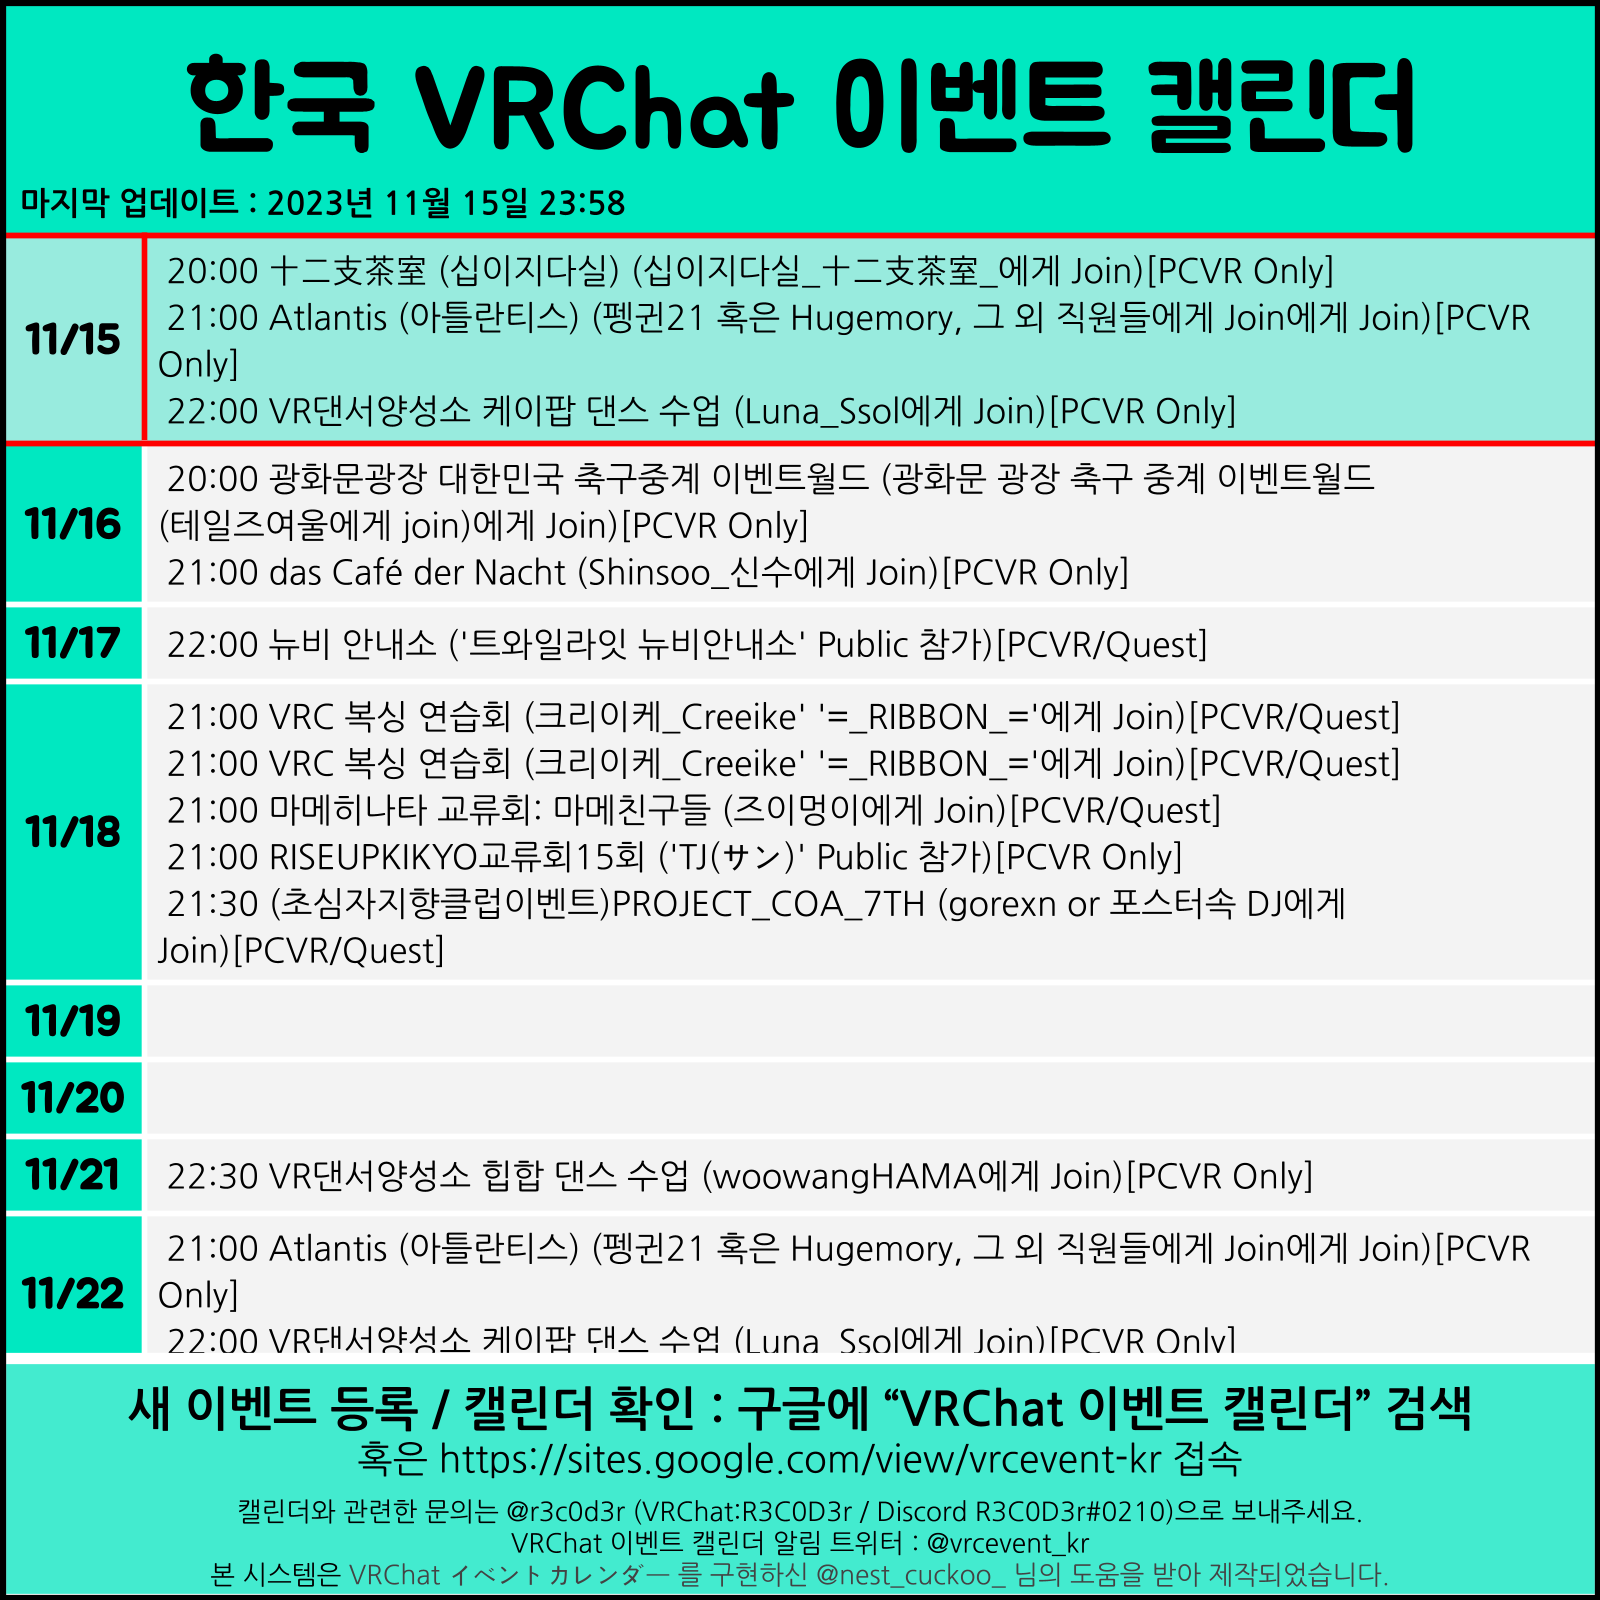 한국 VRChat 이벤트 캘린더
마지막 업데이트 : 2023년 11월 15일 23:58
11/15
20:00 十二支茶室 (십이지다실) (십이지다실_十二支茶室_에게 Join)[PCVR Only]
21:00 Atlantis (아틀란티스) (펭귄21 혹은 Hugemory, 그 외 직원들에게 Join에게 Join)[PCVR
Only]
22:00 VR댄서양성소 케이팝 댄스 수업 (Luna_Ssol에게 Join)[PCVR Only]
11/16
20:00 광화문광장 대한민국 축구중계 이벤트월드 (광화문 광장 축구 중계 이벤트월드
(테일즈여울에게 join)에게 Join)[PCVR Only]
21:00 das Café der Nacht (Shinsoo_신수에게 Join)[PCVR Only]
11/17
22:00 뉴비 안내소 ('트와일라잇 뉴비안내소' Public 참가)[PCVR/Quest]
11/18
21:00 VRC 복싱 연습회 (크리이케_Creeike' '=_RIBBON_='에게 Join)[PCVR/Quest]
21:00 VRC 복싱 연습회 (크리이케_Creeike' '=_RIBBON_='에게 Join)[PCVR/Quest]
21:00 마메히나타 교류회: 마메친구들 (즈이멍이에게 Join)[PCVR/Quest]
21:00 RISEUPKIKYO교류회15회 ('TJ(サン)' Public 참가)[PCVR Only]
21:30 (초심자지향클럽이벤트)PROJECT_COA_7TH (gorexn or 포스터속 DJ에게
Join)[PCVR/Quest]
11/19
11/20
11/21
22:30 VR댄서양성소 힙합 댄스 수업 (woowangHAMA에게 Join)[PCVR Only]
11/22
21:00 Atlantis (아틀란티스) (펭귄21 혹은 Hugemory, 그 외 직원들에게 Join에게 Join)[PCVR
Only]
22:00 VR댄서양성소 케이팝 댄스 수업 (Luna_Ssol에게 Join)[PCVR Only]
새 이벤트 등록 / 캘린더 확인 : 구글에 “VRChat 이벤트 캘린더” 검색
혹은 https://sites.google.com/view/vrcevent-kr 접속
캘린더와 관련한 문의는 @r3c0d3r (VRChat:R3C0D3r / Discord R3C0D3r#0210)으로 보내주세요.
VRChat 이벤트 캘린더 알림 트위터 : @vrcevent_kr
본 시스템은 VRChat イベントカレンダー 를 구현하신 @nest_cuckoo_ 님의 도움을 받아 제작되었습니다.